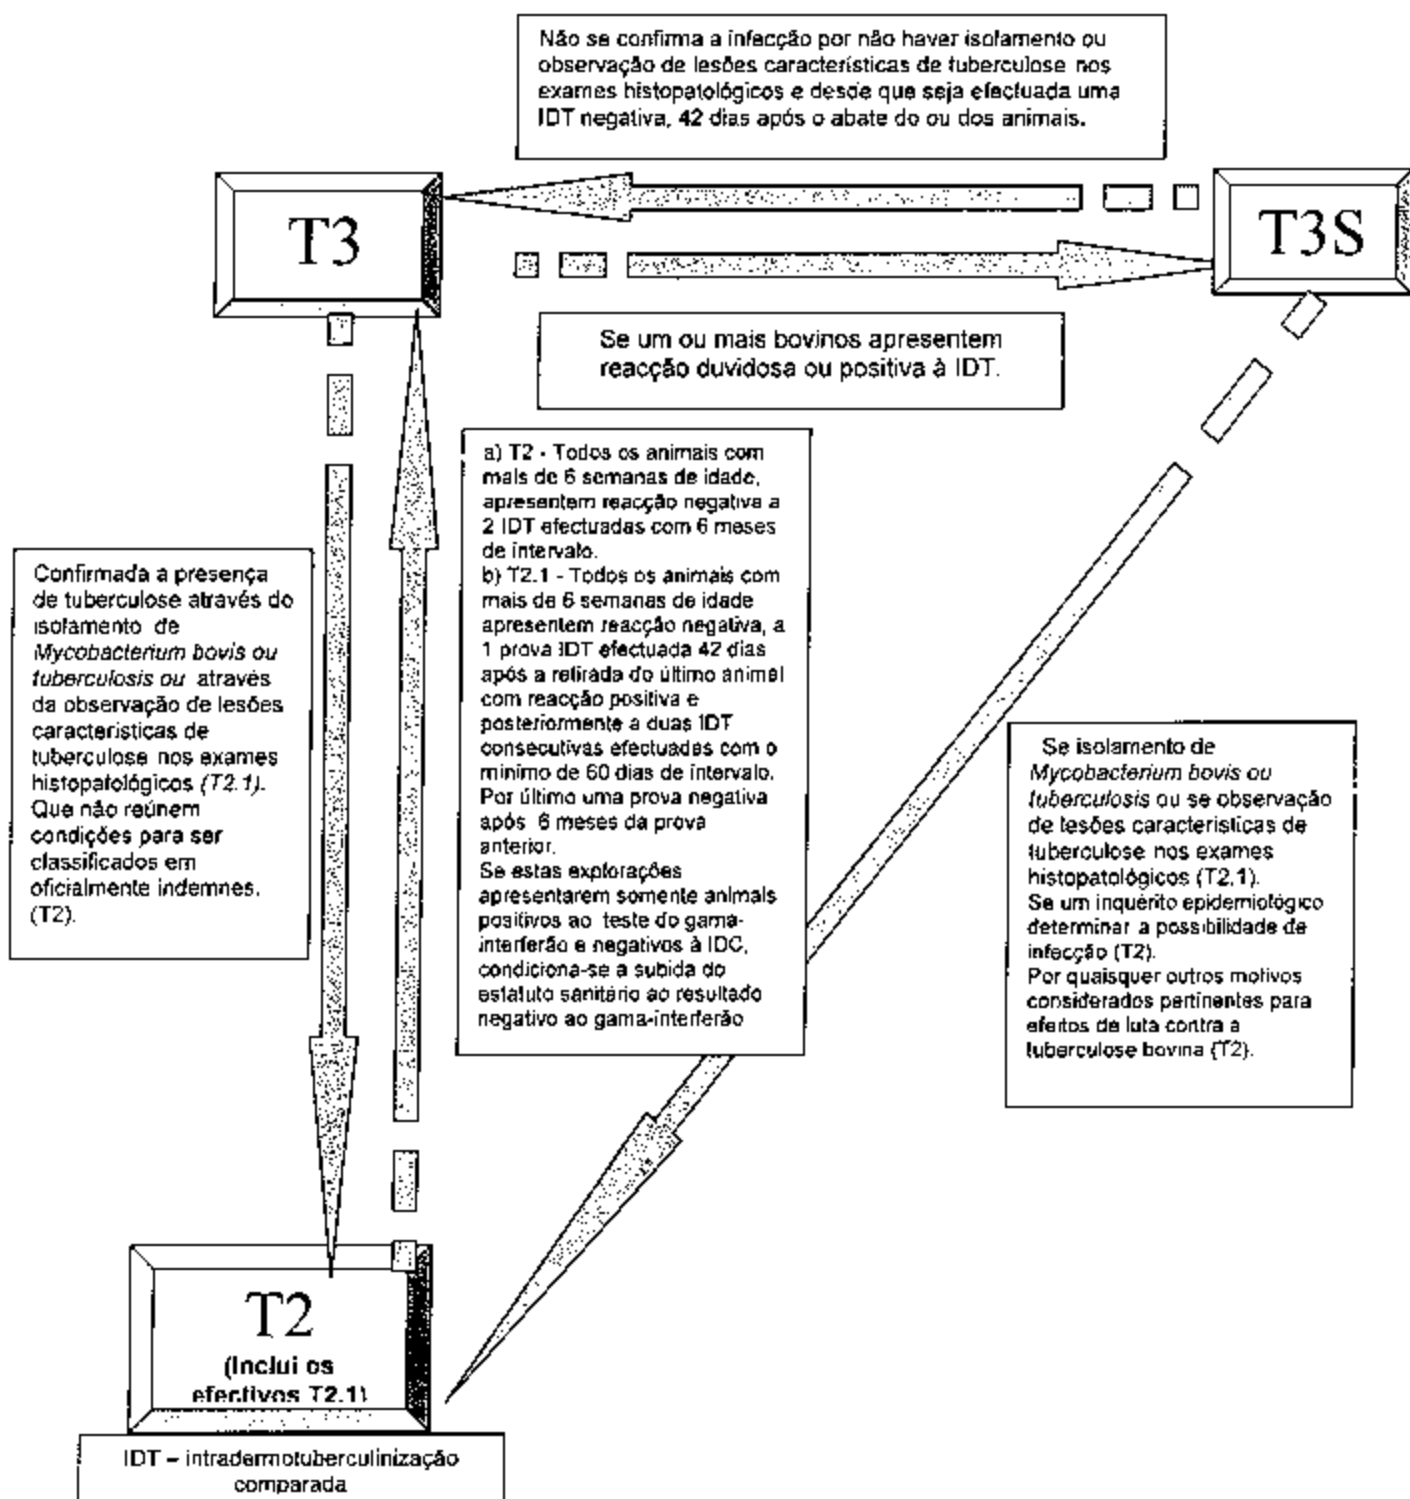 Não se confirma a infecção por não haver isolamento ou
observação de lesões características de tuberculose nos
exames histopatológicos e desde que seja efectuada uma
IDT negativa, 42 dias após o abate do ou dos animais.
T3
T3S
Se um ou mais bovinos apresentem
reacção duvidosa ou positiva à IDT.
a) T2 - Todos os animais com
mais de 6 semanas de idade,
apresentem reacção negativa a
2 IDT efectuadas com 6 meses
de intervalo.
b) T2.1 - Todos os animais com
mais de 6 semanas de idade
apresentem reacção negativa, a
1 prova IDT efectuada 42 dias
após a retirada do último animal
com reacção positiva e
posteriormente a duas IDT
consecutivas efectuadas com o
mínimo de 60 dias de intervalo.
Por último uma prova negativa
após 6 meses da prova
anterior.
Se estas explorações
apresentarem somente animais
positivos ao teste do gama-
interferão e negativos à IDC,
condiciona-se a subida do
estatuto sanitário ao resultado
negativo ao gama-interferão
Confirmada a presença
de tuberculose através do
isolamento de
Mycobacterium bovis ou
tuberculosis ou através
da observação de lesões
características de
tuberculose nos exames
histopatológicos (T2.1).
Que não reúnem
condições para ser
classificados em
oficialmente indemnes.
(T2).
Se isolamento de
Mycobacterium bovis ou
tuberculosis ou se observação
de lesões características de
tuberculose nos exames
histopatológicos (T2.1).
Se um inquérito epidemiológico
determinar a possibilidade de
infecção (T2).
Por quaisquer outros motivos
considerados pertinentes para
efeitos de luta contra a
tuberculose bovina (T2).
T2
(Inclui os
efectivos T2.1)
IDT – intradermotuberculinização
comparada